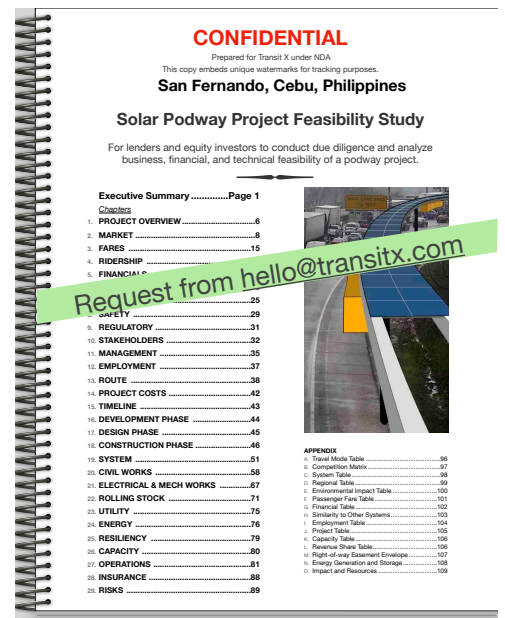 CONFIDENTIAL
Prepared for Transit X under NDA
This copy embeds unique watermarks for tracking purposes.
San Fernando, Cebu, Philippines
Solar Podway Project Feasibility Study
For lenders and equity investors to conduct due diligence and analyze
business, financial, and technical feasibility of a podway project.
Executive Summary ..............Page 1
Chapters
1. PROJECT OVERVIEW ..................................6
2. MARKET ..................................8
3. FARES ..................................15
4. RIDERSHIP
5. FINANCIALS
Request from hello@transitx.com
25
SAFETY ..................................29
9. REGULATORY ..................................31
10. STAKEHOLDERS ..................................32
11. MANAGEMENT ..................................35
12. EMPLOYMENT ..................................37
13. ROUTE ..................................38
14. PROJECT COSTS ..................................42
15. TIMELINE ..................................43
16. DEVELOPMENT PHASE ..................................44
17. DESIGN PHASE ..................................45
18. CONSTRUCTION PHASE ..................................46
19. SYSTEM ..................................51
20. CIVIL WORKS ..................................58
21. ELECTRICAL & MECH WORKS ..................................67
22. ROLLING STOCK ..................................71
23. UTILITY ..................................75
24. ENERGY ..................................76
25. RESILIENCY ..................................79
26. CAPACITY ..................................80
27. OPERATIONS ..................................81
28. INSURANCE ..................................88
29. RISKS ..................................89
APPENDIX
A. Travel Mode Table ..................................96
B. Competition Matrix ..................................97
C. System Table ..................................98
D. Regional Table ..................................99
E. Environmental Impact Table ..................................100
F. Passenger Fare Table ..................................101
G. Financial Table ..................................102
H. Similarity to Other Systems ..................................103
I. Employment Table ..................................104
J. Project Table ..................................105
K. Capacity Table ..................................106
L. Revenue Share Table ..................................106
M. Right-of-way Easement Envelope ..................................107
N. Energy Generation and Storage ..................................108
O. Impact and Resources ..................................109